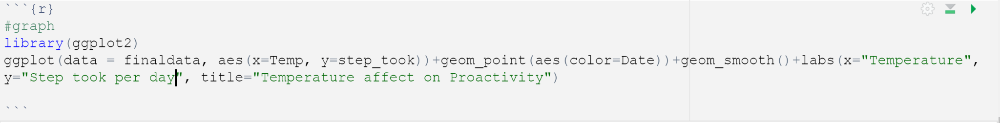 ```{r}
#graph
library(ggplot2)
ggplot(data = finaldata, aes(x=Temp, y=step_took))+geom_point(aes(color=Date))+geom_smooth()+labs(x="Temperature",
y="Step took per day", title="Temperature affect on Proactivity")
```